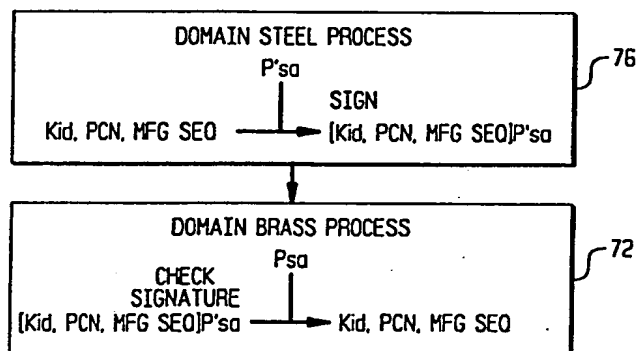 DOMAIN STEEL PROCESS
P'sa
SIGN
Kid, PCN, MFG SEQ
[Kid, PCN, MFG SEQ]P'sa
76
DOMAIN BRASS PROCESS
Psa
CHECK
SIGNATURE
[Kid, PCN, MFG SEQ]P'sa
Kid, PCN, MFG SEQ
72